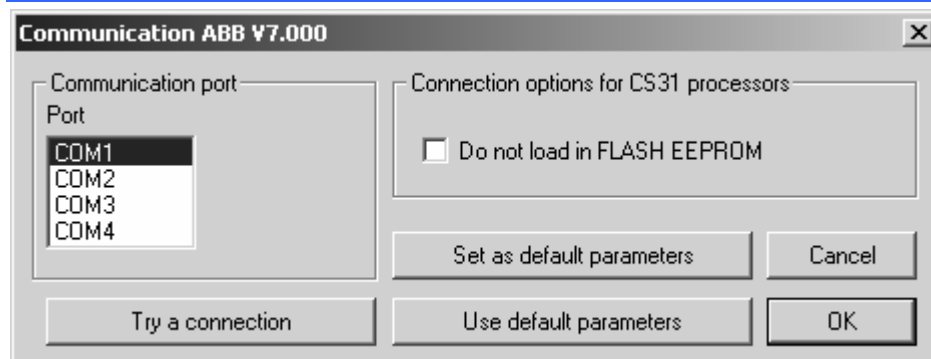 Communication ABB V7.000
Communication port
Port
COM1
COM2
COM3
COM4
Try a connection
Connection options for CS31 processors
Do not load in FLASH EEPROM
Set as default parameters
Cancel
Use default parameters
OK